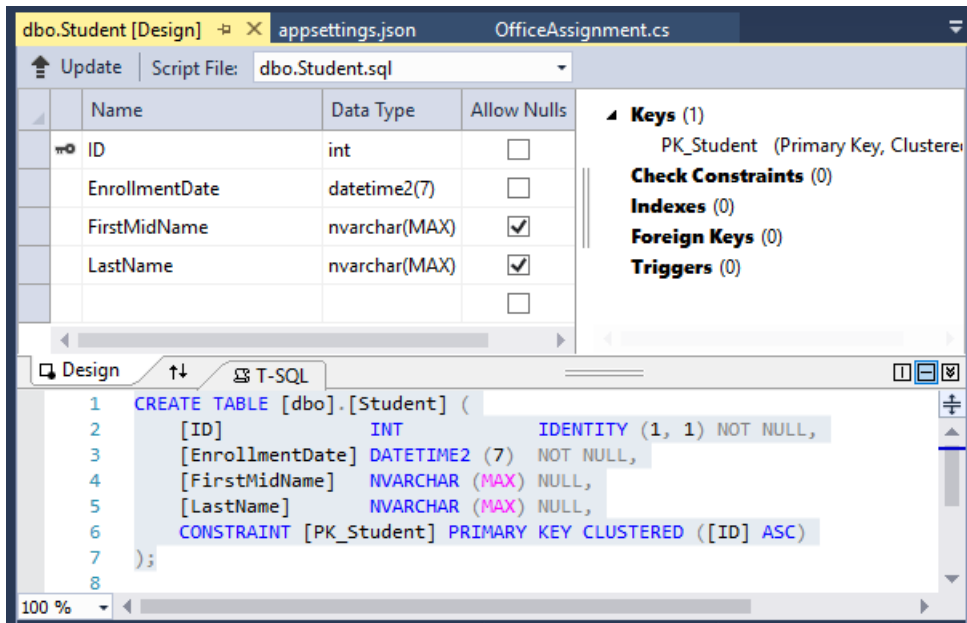 dbo.Student [Design] appsettings.json OfficeAssignment.cs
Update Script File: dbo.Student.sql
Name Data Type Allow Nulls
ID int
EnrollmentDate datetime2(7)
FirstMidName nvarchar(MAX)
LastName nvarchar(MAX)
Keys (1)
PK_Student (Primary Key, Clustere
Check Constraints (0)
Indexes (0)
Foreign Keys (0)
Triggers (0)
Design T-SQL
1 CREATE TABLE [dbo].[Student] (
2 [ID] INT IDENTITY (1, 1) NOT NULL,
3 [EnrollmentDate] DATETIME2 (7) NOT NULL,
4 [FirstMidName] NVARCHAR (MAX) NULL,
5 [LastName] NVARCHAR (MAX) NULL,
6 CONSTRAINT [PK_Student] PRIMARY KEY CLUSTERED ([ID] ASC)
7 );
8
100 %